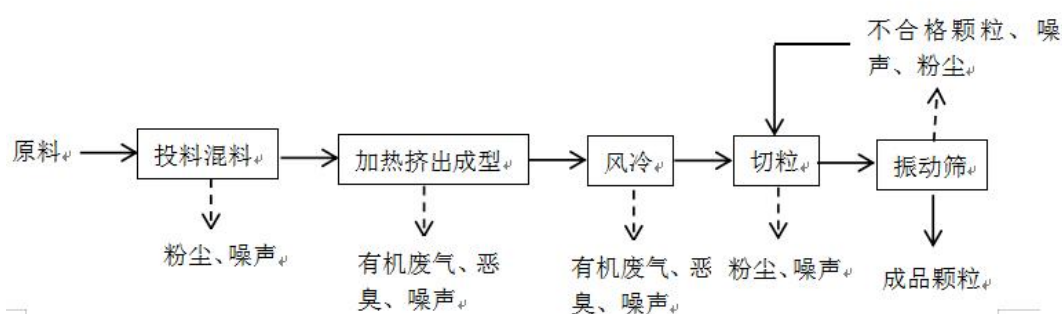 不合格颗粒、噪
声、粉尘
原料
投料混料
加热挤出成型
风冷
切粒
振动筛
粉尘、噪声
有机废气、恶
臭、噪声
有机废气、恶
臭、噪声
粉尘、噪声
成品颗粒